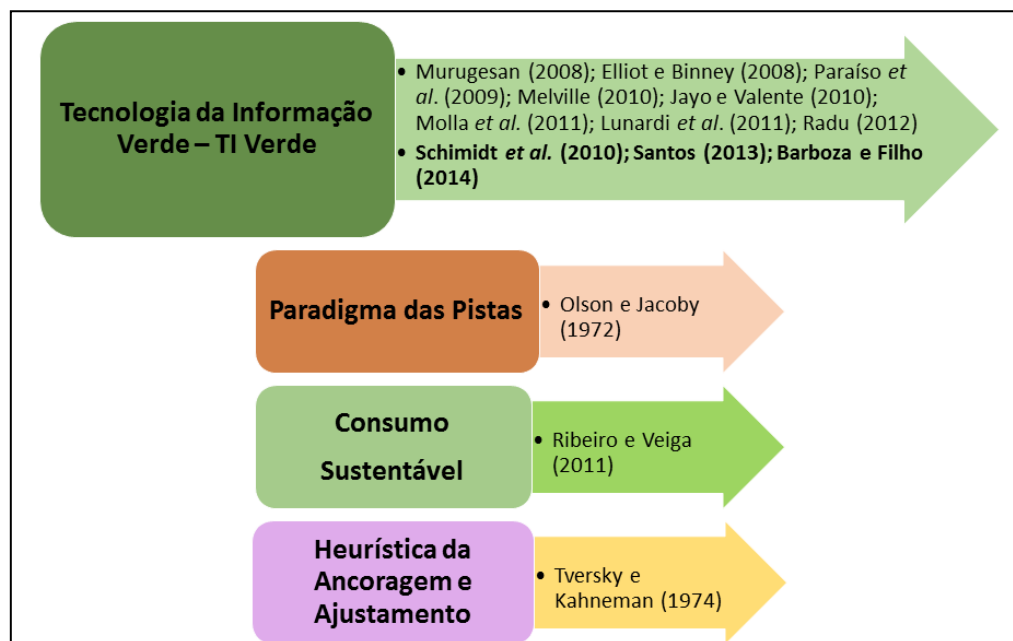 Tecnologia da Informação
Verde – TI Verde
• Murugesan (2008); Elliot e Binney (2008); Paraíso et
al. (2009); Melville (2010); Jayo e Valente (2010);
Molla et al. (2011); Lunardi et al. (2011); Radu (2012)
• Schimidt et al. (2010); Santos (2013); Barboza e Filho
(2014)
Paradigma das Pistas
• Olson e Jacoby
(1972)
Consumo
Sustentável
• Ribeiro e Veiga
(2011)
Heurística da
Ancoragem e
Ajustamento
• Tversky e
Kahneman (1974)